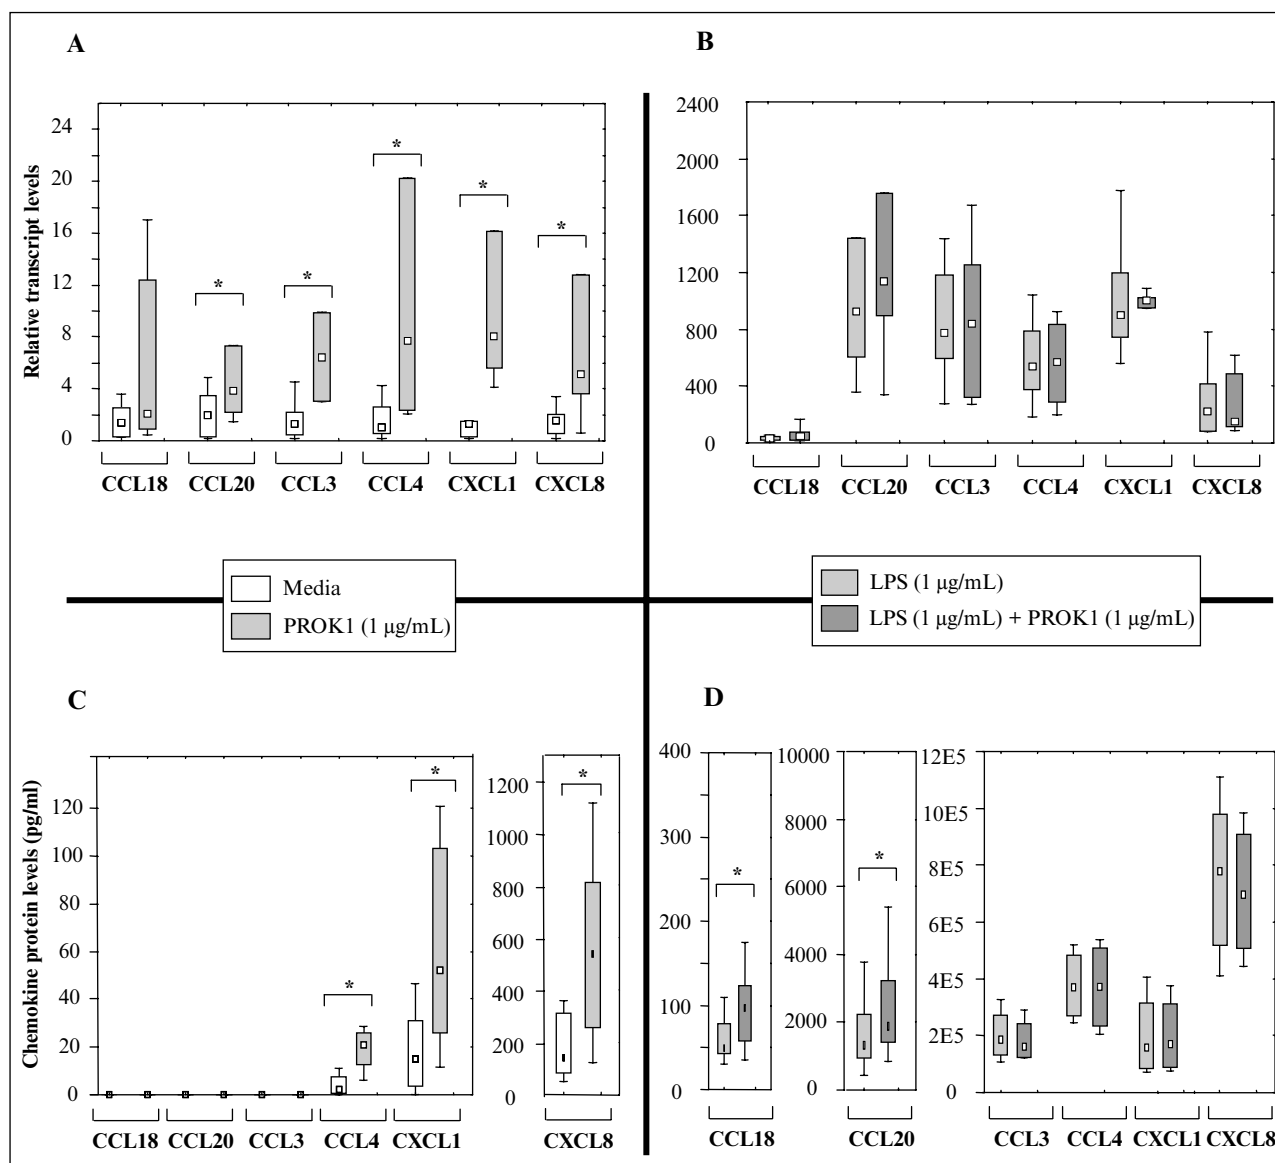 A
24
20
16
12
8
4
0
Relative transcript levels
*
*
*
*
*
CCL18 CCL20 CCL3 CCL4 CXCL1 CXCL8
B
2400
2000
1600
1200
800
400
0
CCL18 CCL20 CCL3 CCL4 CXCL1 CXCL8
Media
PROK1 (1 µg/mL)
LPS (1 µg/mL)
LPS (1 µg/mL) + PROK1 (1 µg/mL)
C
Chemokine protein levels (pg/ml)
120
100
80
60
40
20
0
*
*
CCL18 CCL20 CCL3 CCL4 CXCL1
1200
1000
800
600
400
200
0
*
CXCL8
D
400
300
200
100
0
*
CCL18
10000
8000
6000
4000
2000
0
*
CCL20
12E5
10E5
8E5
6E5
4E5
2E5
0
CCL3 CCL4 CXCL1 CXCL8